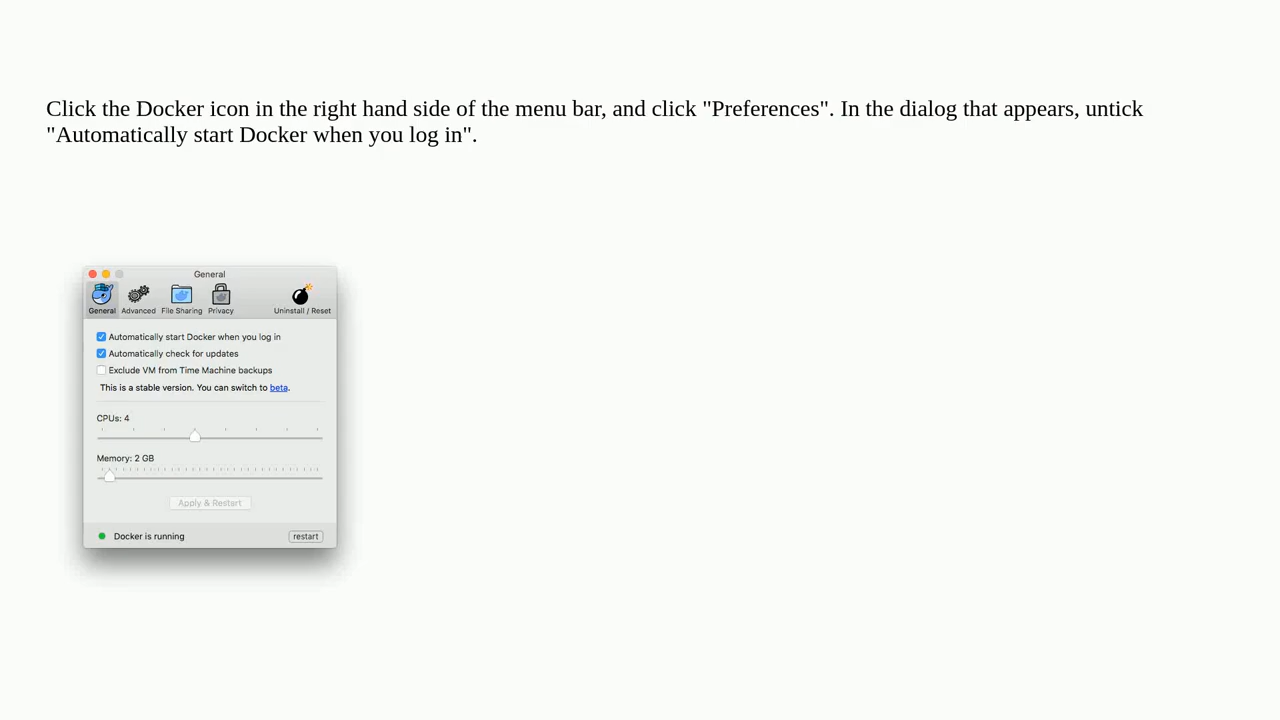 Click the Docker icon in the right hand side of the menu bar, and click "Preferences". In the dialog that appears, untick
"Automatically start Docker when you log in".
General
General Advanced File Sharing Privacy Uninstall / Reset
Automatically start Docker when you log in
Automatically check for updates
Exclude VM from Time Machine backups
This is a stable version. You can switch to beta.
CPUs: 4
Memory: 2 GB
Apply & Restart
Docker is running restart